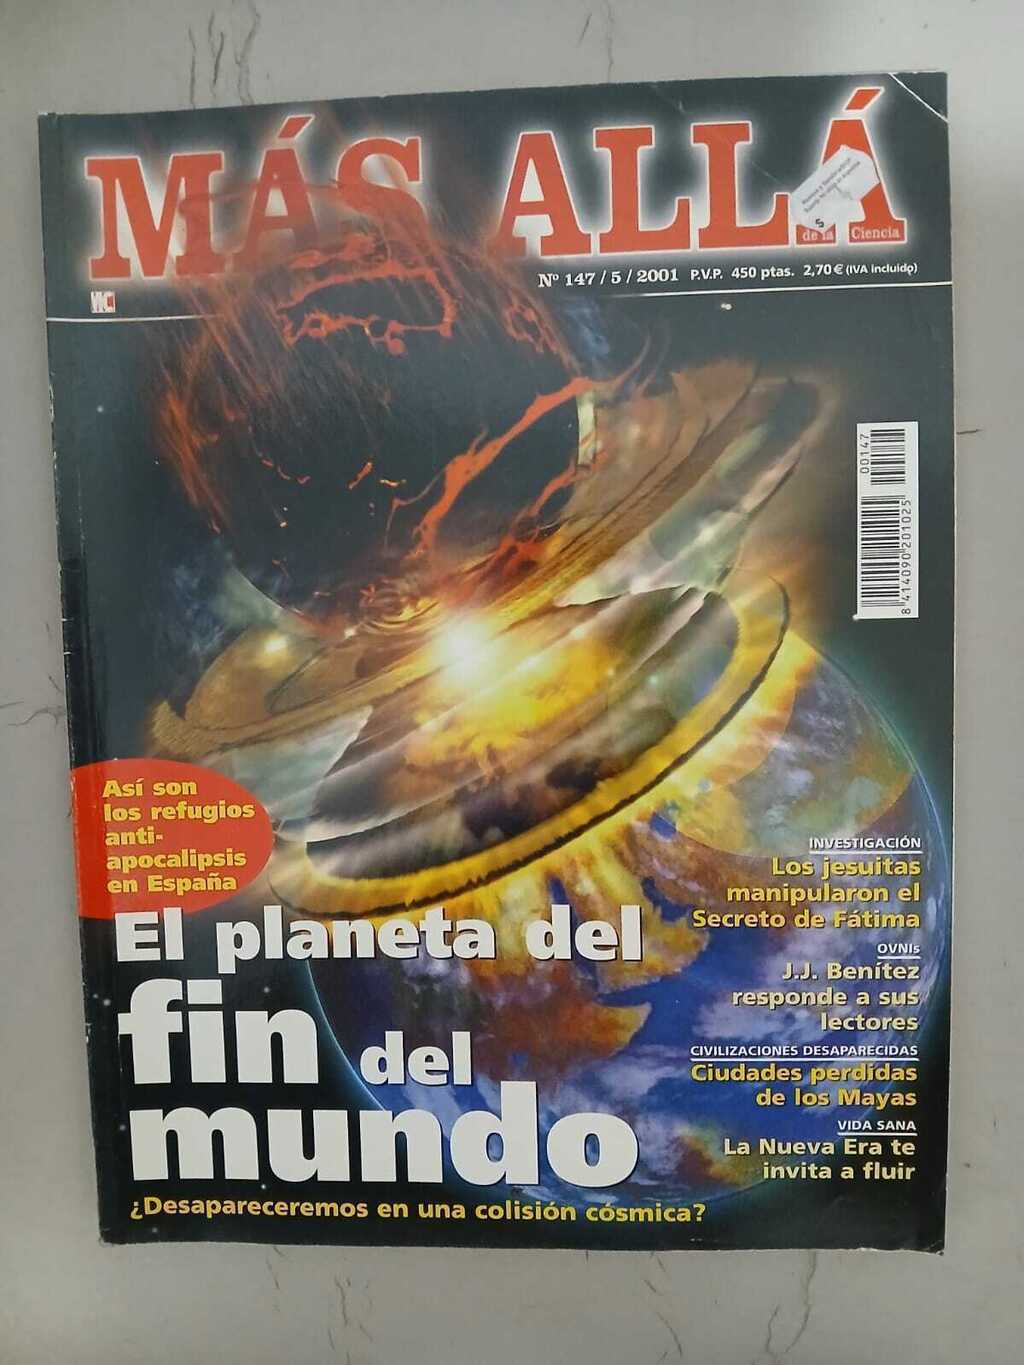 MÁS ALLÁ
de la Ciencia
Nº 147 / 5 / 2001 P.V.P. 450 ptas. 2,70 € (IVA incluido)
MC
5
00147
8 414090 201025
Así son
los refugios
anti-
apocalipsis
en España
El planeta del
fin del
mundo
¿Desapareceremos en una colisión cósmica?
INVESTIGACIÓN
Los jesuitas
manipularon el
Secreto de Fátima
OVNIs
J.J. Benítez
responde a sus
lectores
CIVILIZACIONES DESAPARECIDAS
Ciudades perdidas
de los Mayas
VIDA SANA
La Nueva Era te
invita a fluir